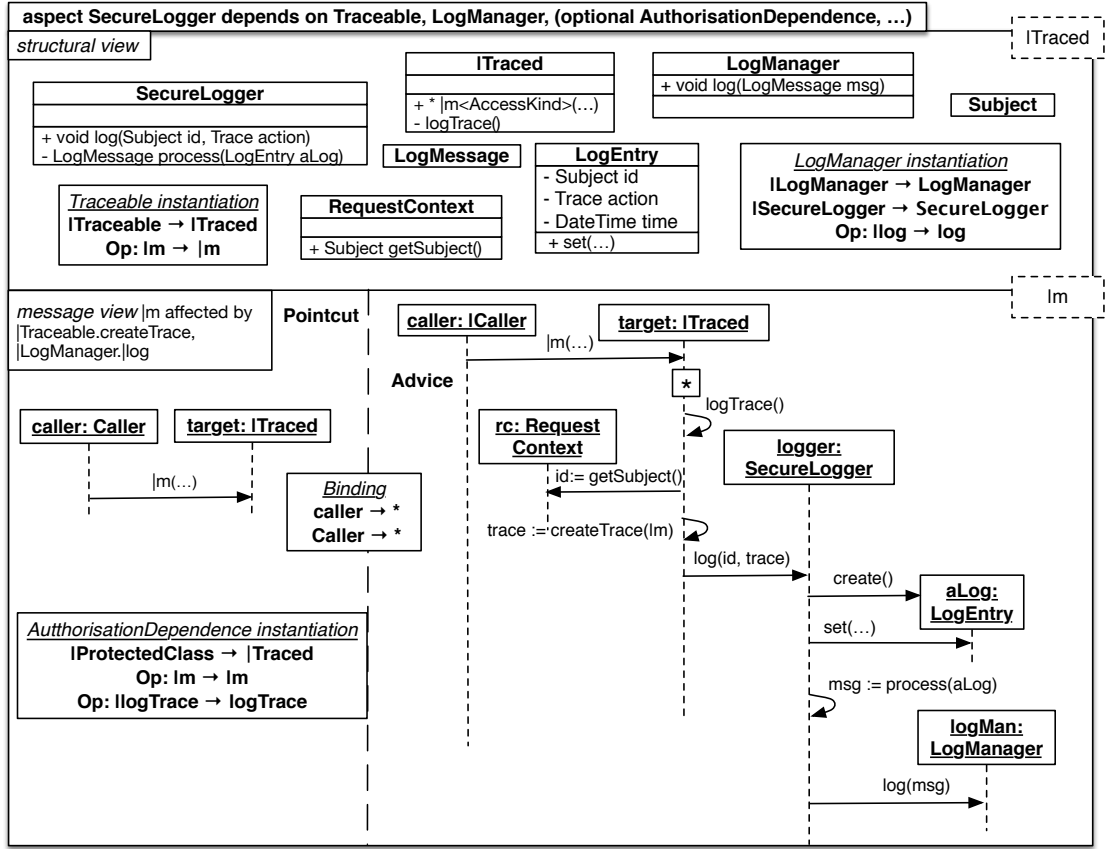 aspect SecureLogger depends on Traceable, LogManager, (optional AuthorisationDependence, …)
structural view
|Traced
SecureLogger
+ void log(Subject id, Trace action)
- LogMessage process(LogEntry aLog)
|Traced
+ * |m<AccessKind>(…)
- logTrace()
LogManager
+ void log(LogMessage msg)
Subject
LogMessage
LogEntry
- Subject id
- Trace action
- DateTime time
+ set(…)
Traceable instantiation
|Traceable → |Traced
Op: |m → |m
RequestContext
+ Subject getSubject()
LogManager instantiation
|LogManager → LogManager
|SecureLogger → SecureLogger
Op: |log → log
message view |m affected by
|Traceable.createTrace,
|LogManager.|log
Pointcut
|m
caller: Caller
target: |Traced
|m(…)
Binding
caller → *
Caller → *
AutthorisationDependence instantiation
|ProtectedClass → |Traced
Op: |m → |m
Op: |logTrace → logTrace
Advice
caller: |Caller
target: |Traced
|m(…)
*
logTrace()
rc: Request
Context
logger:
SecureLogger
id:= getSubject()
trace := createTrace(|m)
log(id, trace)
create()
aLog:
LogEntry
set(…)
msg := process(aLog)
logMan:
LogManager
log(msg)